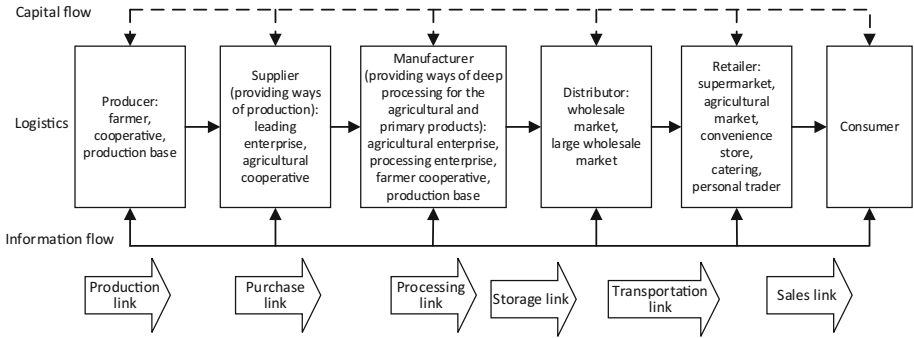 Capital flow
Logistics
Producer:
farmer,
cooperative,
production base
Supplier
(providing ways
of production):
leading
enterprise,
agricultural
cooperative
Manufacturer
(providing ways of deep
processing for the
agricultural and
primary products):
agricultural enterprise,
processing enterprise,
farmer cooperative,
production base
Distributor:
wholesale
market,
large wholesale
market
Retailer:
supermarket,
agricultural
market,
convenience
store,
catering,
personal trader
Consumer
Information flow
Production
link
Purchase
link
Processing
link
Storage link
Transportation
link
Sales link